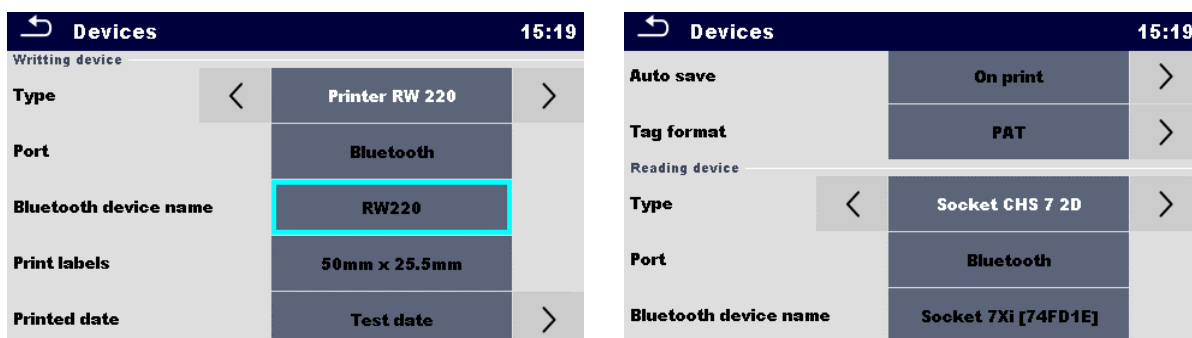 Devices 15:19
Writting device
Type Printer RW 220
Port Bluetooth
Bluetooth device name RW220
Print labels 50mm x 25.5mm
Printed date Test date
Devices 15:19
Auto save On print
Tag format PAT
Reading device
Type Socket CHS 7 2D
Port Bluetooth
Bluetooth device name Socket 7Xi [74FD1E]